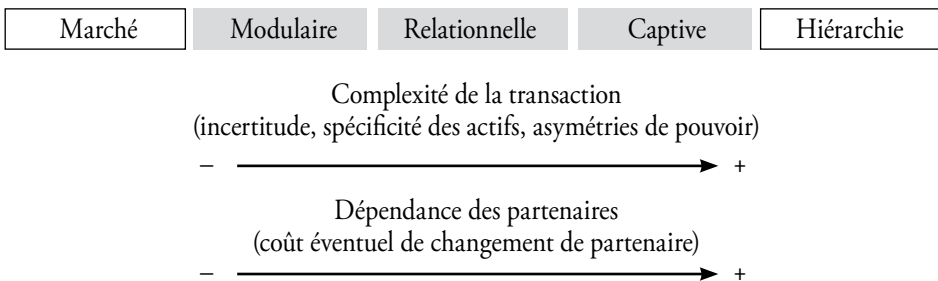 Marché Modulaire Relationnelle Captive Hiérarchie
Complexité de la transaction
(incertitude, spécificité des actifs, asymétries de pouvoir)
– +
Dépendance des partenaires
(coût éventuel de changement de partenaire)
– +